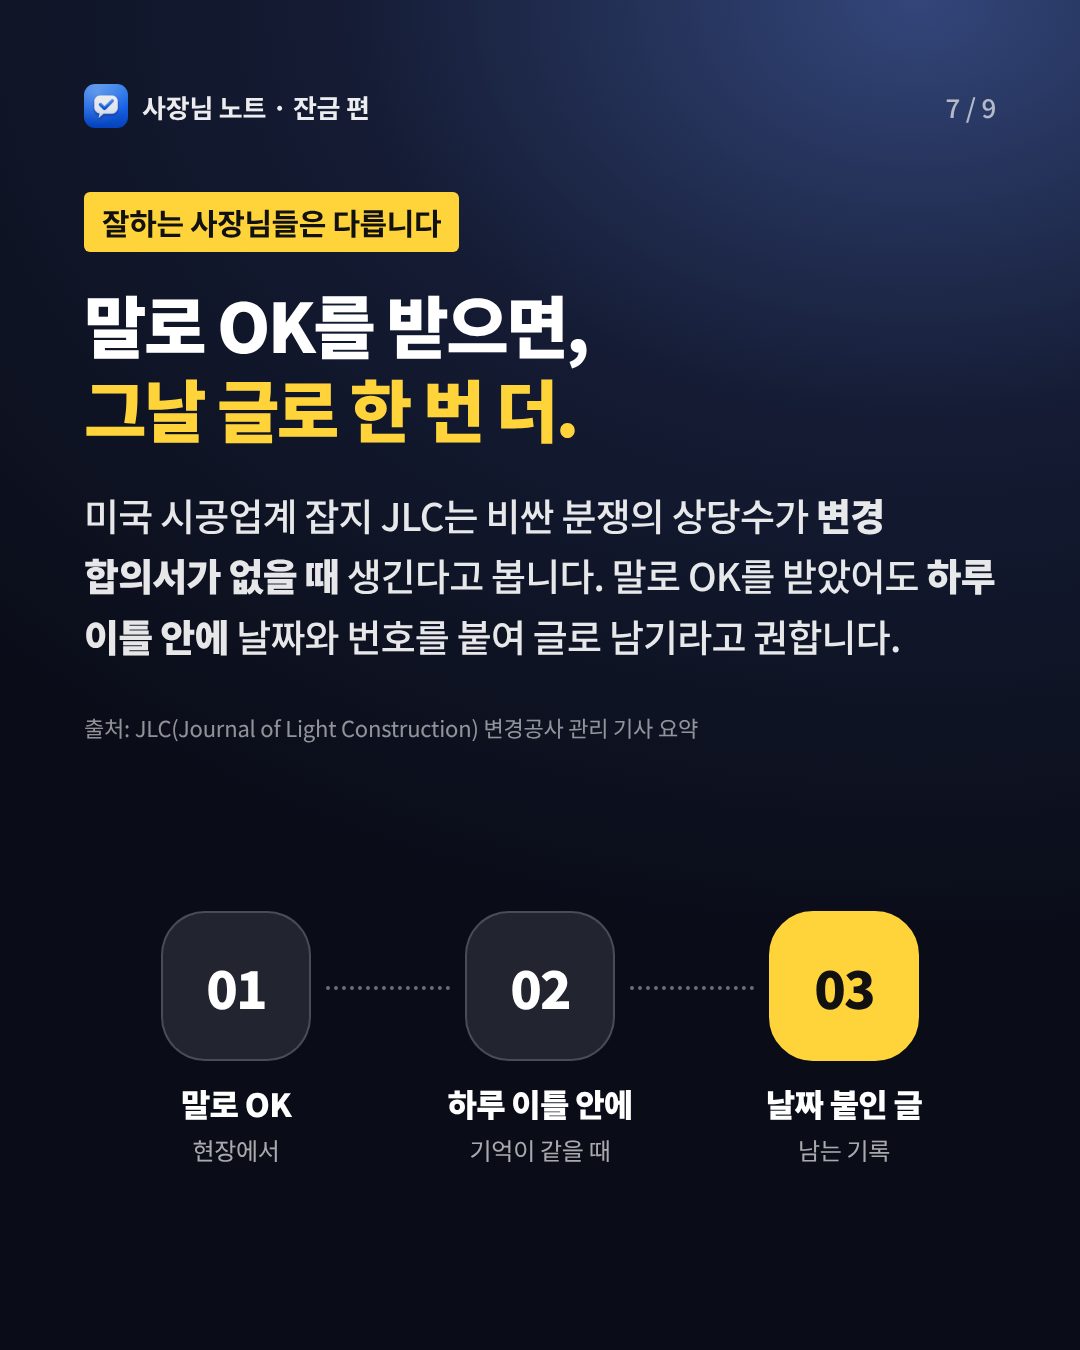 사장님 노트 · 잔금 편
7 / 9
잘하는 사장님들은 다릅니다
말로 OK를 받으면,
그날 글로 한 번 더.
미국 시공업계 잡지 JLC는 비싼 분쟁의 상당수가 변경
합의서가 없을 때 생긴다고 봅니다. 말로 OK를 받았어도 하루
이틀 안에 날짜와 번호를 붙여 글로 남기라고 권합니다.
출처: JLC(Journal of Light Construction) 변경공사 관리 기사 요약
01
02
03
말로 OK
하루 이틀 안에
날짜 붙인 글
현장에서
기억이 같을 때
남는 기록